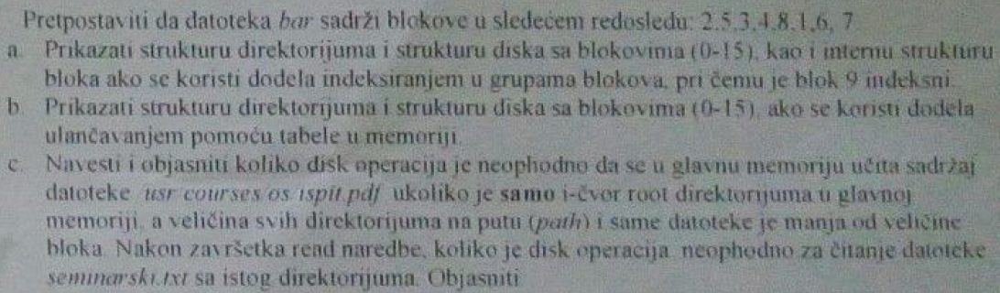 Pretpostaviti da datoteka bar sadrži blokove u sledećem redosledu: 2,5,3,4,8,1,6, 7
a. Prikazati strukturu direktorijuma i strukturu diska sa blokovima (0-15), kao i internu strukturu
bloka ako se koristi dodela indeksiranjem u grupama blokova, pri čemu je blok 9 indeksni.
b. Prikazati strukturu direktorijuma i strukturu diska sa blokovima (0-15), ako se koristi dodela
ulančavanjem pomoću tabele u memoriji.
c. Navesti i objasniti koliko disk operacija je neophodno da se u glavnu memoriju učita sadržaj
datoteke usr courses os ispit.pdf ukoliko je samo i-čvor root direktorijuma u glavnoj
memoriji, a veličina svih direktorijuma na putu (path) i same datoteke je manja od veličine
bloka. Nakon završetka read naredbe, koliko je disk operacija neophodno za čitanje datoteke
seminarski.txt sa istog direktorijuma. Objasniti